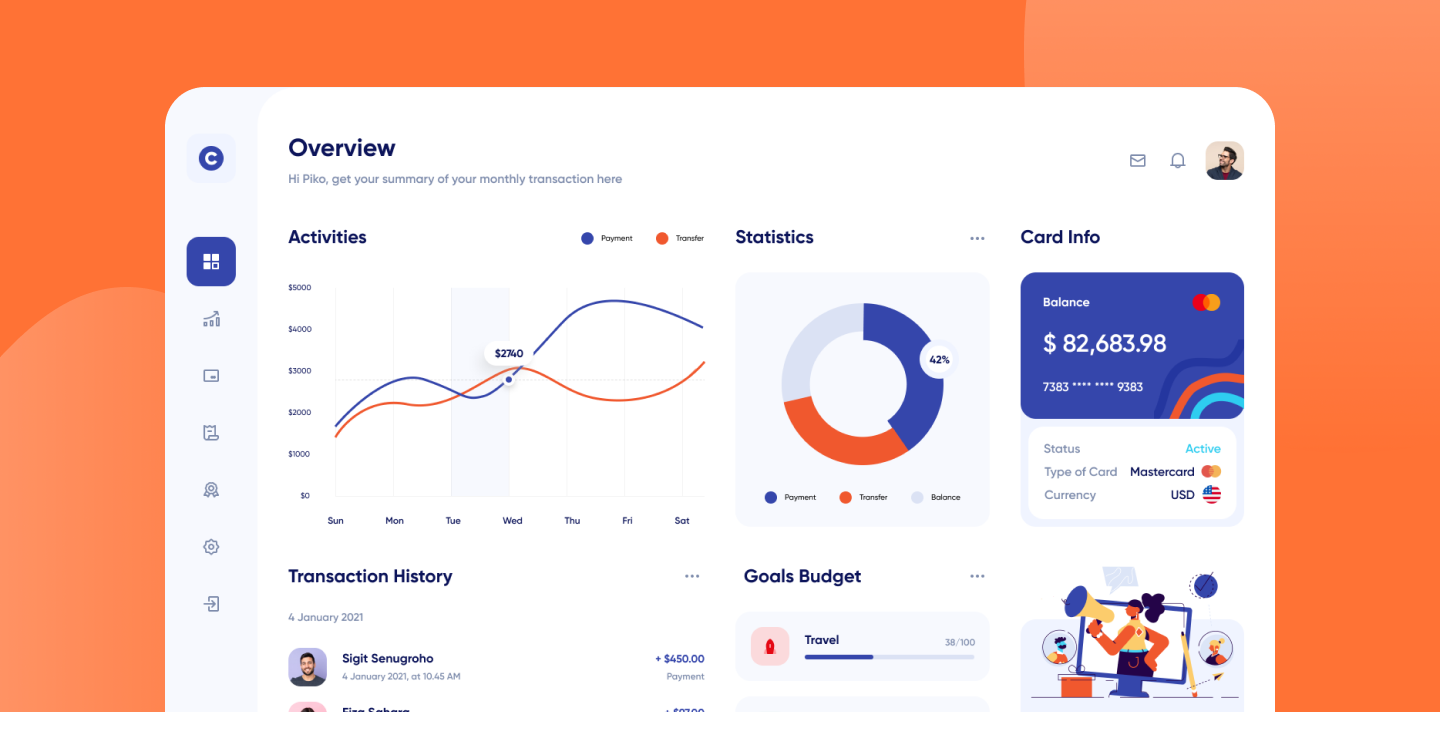 C
Overview
Hi Piko, get your summary of your monthly transaction here
Activities
Payment
Transfer
$5000
$4000
$3000
$2000
$1000
$0
$2740
Sun Mon Tue Wed Thu Fri Sat
Statistics
42%
Payment Transfer Balance
Card Info
Balance
$ 82,683.98
7383 **** **** 9383
Status Active
Type of Card Mastercard
Currency USD
Transaction History
4 January 2021
Sigit Senugroho + $450.00
4 January 2021, at 10.45 AM Payment
Goals Budget
Travel 38/100